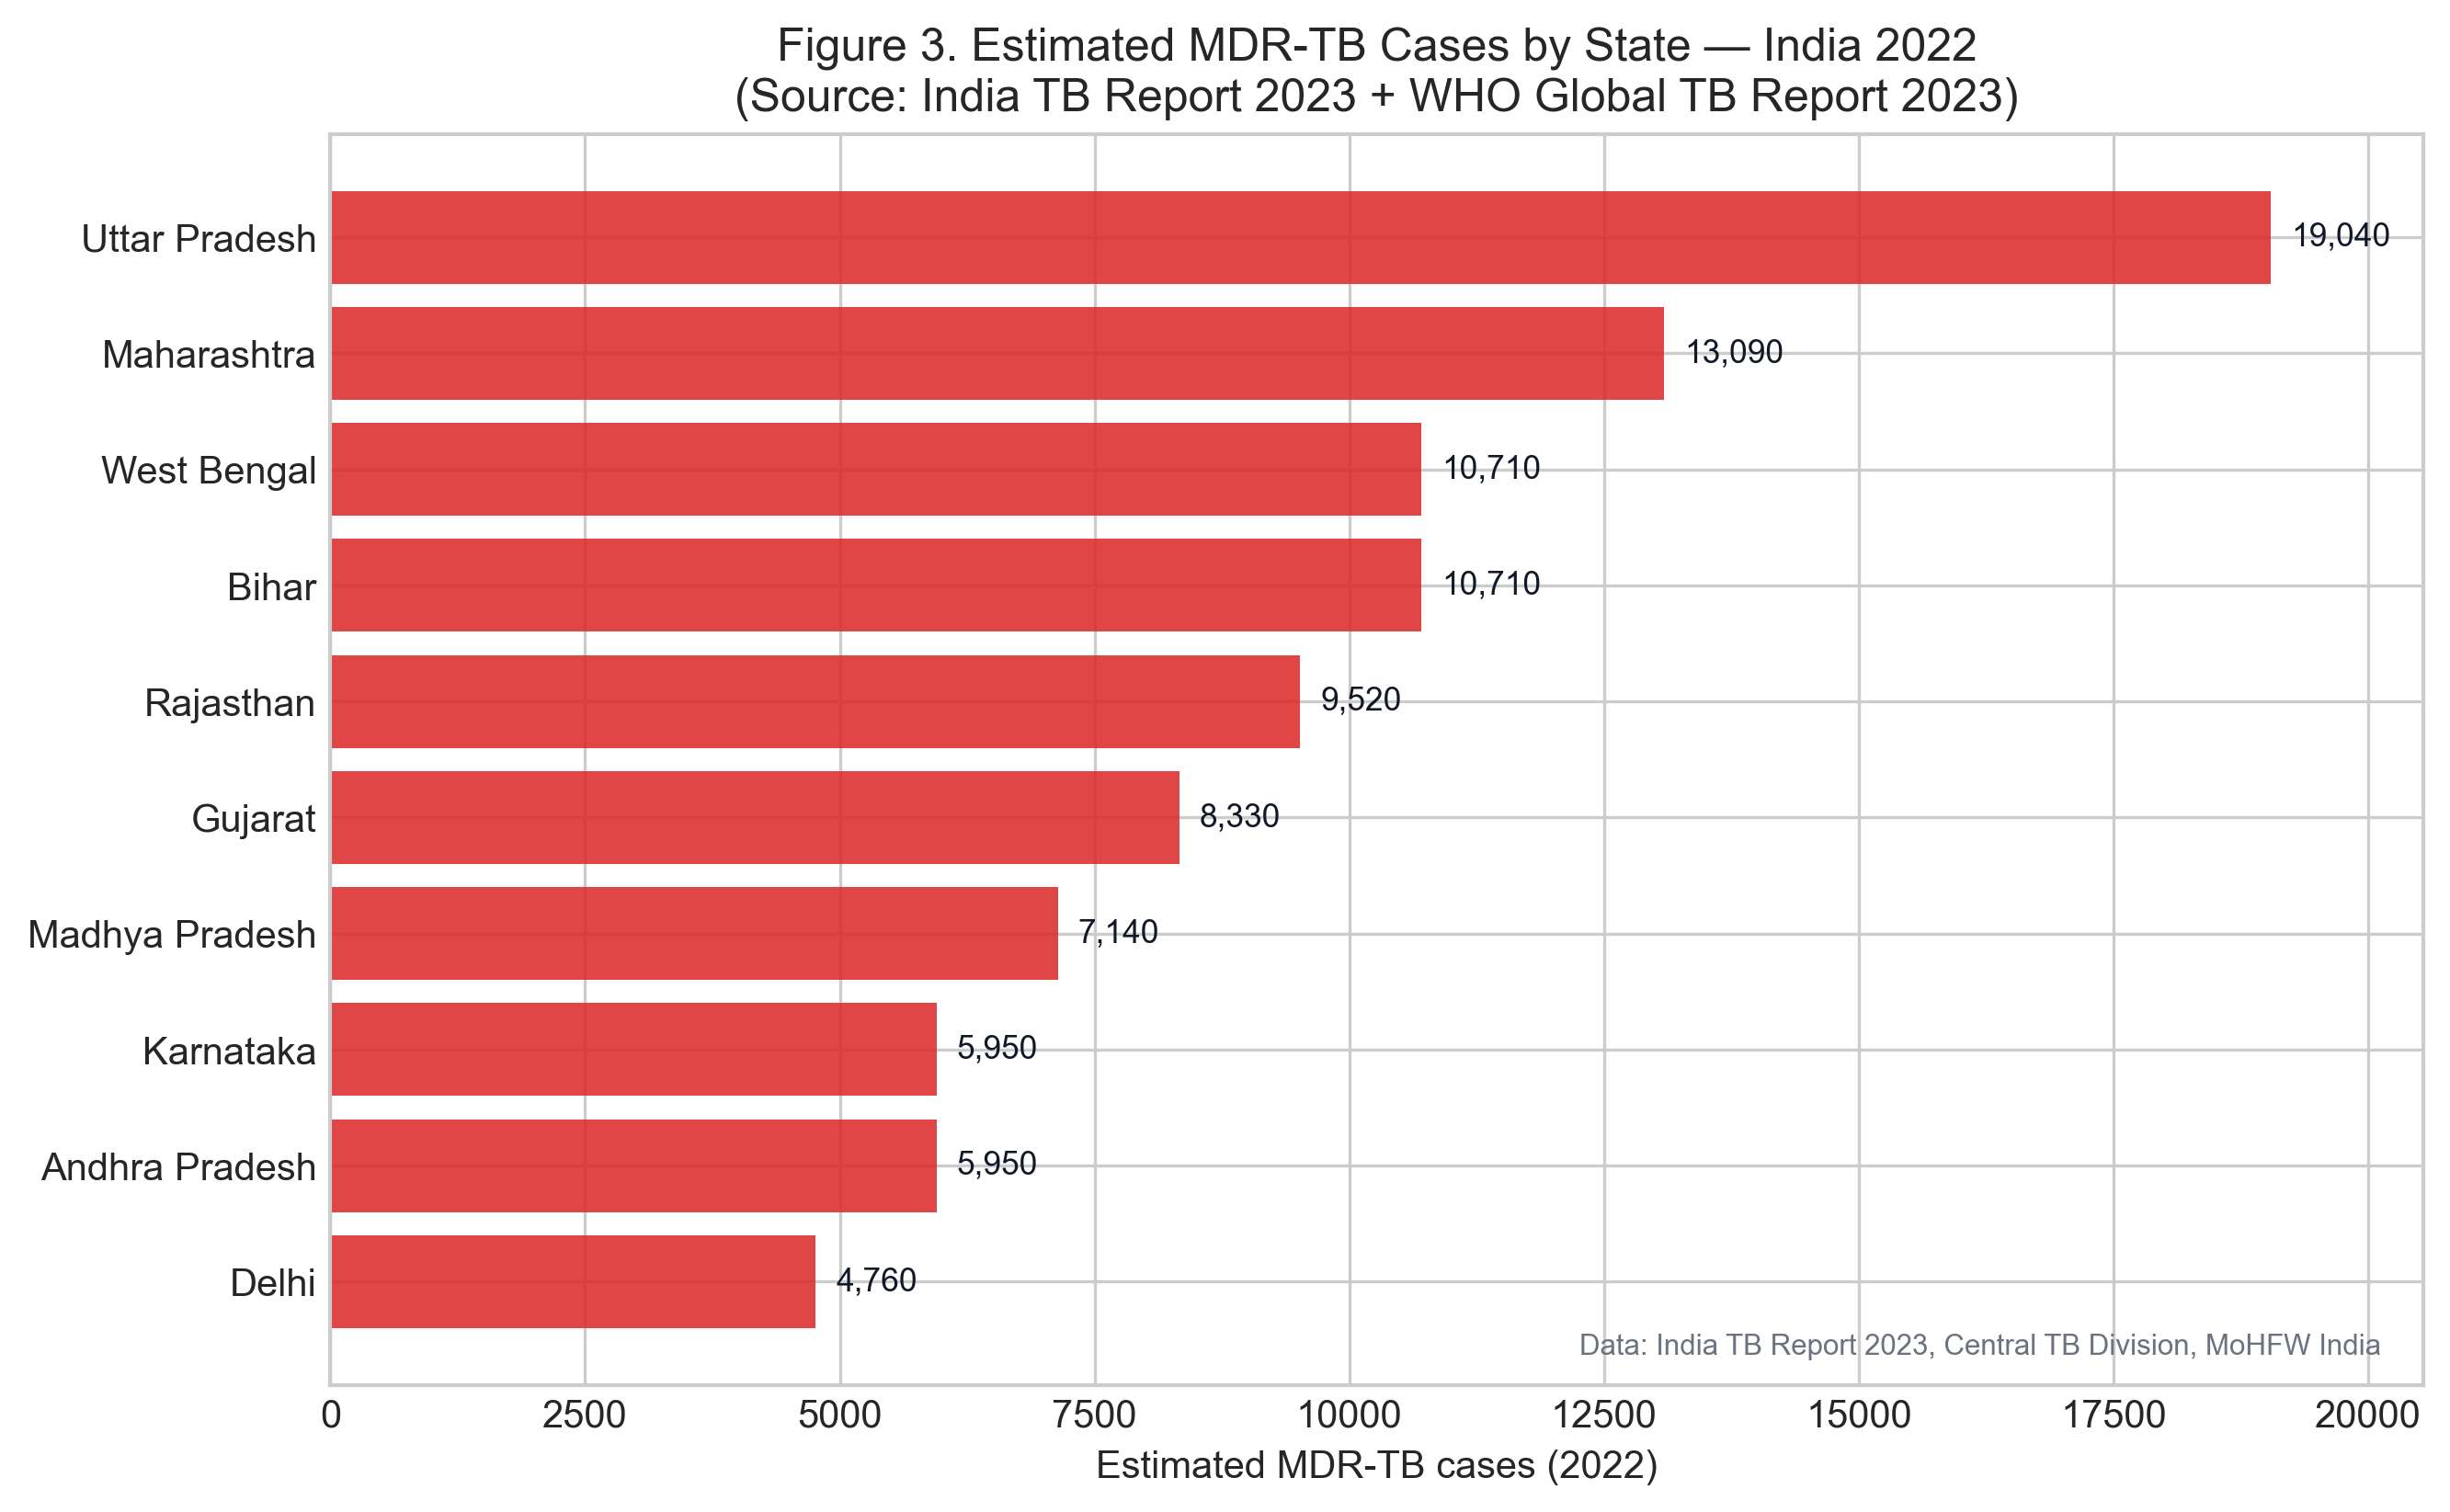 Figure 3. Estimated MDR-TB Cases by State — India 2022
(Source: India TB Report 2023 + WHO Global TB Report 2023)
Uttar Pradesh 19,040
Maharashtra 13,090
West Bengal 10,710
Bihar 10,710
Rajasthan 9,520
Gujarat 8,330
Madhya Pradesh 7,140
Karnataka 5,950
Andhra Pradesh 5,950
Delhi 4,760
Data: India TB Report 2023, Central TB Division, MoHFW India
0 2500 5000 7500 10000 12500 15000 17500 20000
Estimated MDR-TB cases (2022)